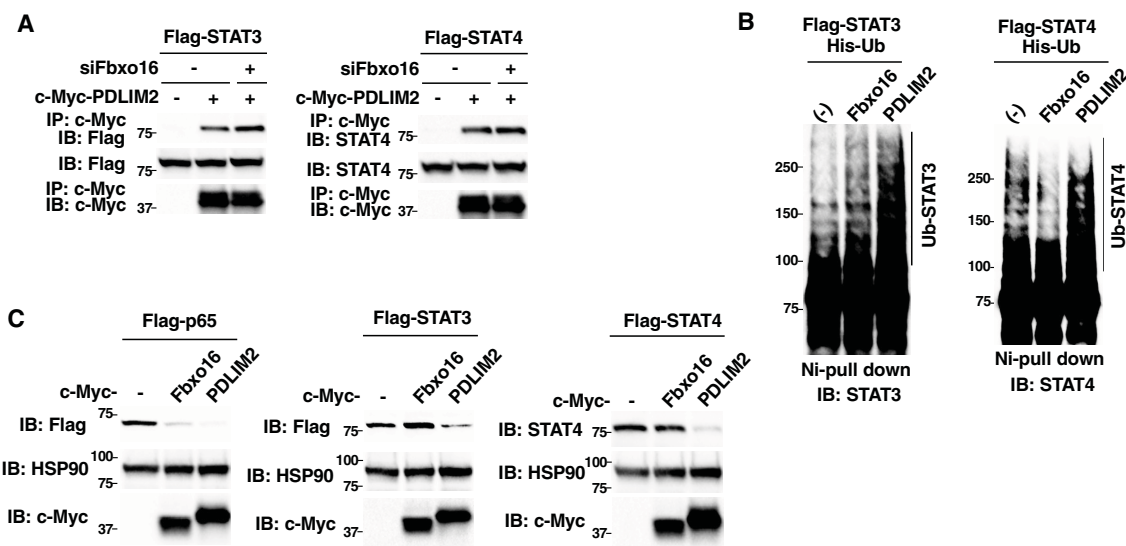 A
Flag-STAT3
siFbxo16 - +
c-Myc-PDLIM2 - + +
IP: c-Myc
IB: Flag
75-
IB: Flag
75-
IP: c-Myc
IB: c-Myc
37-
Flag-STAT4
siFbxo16 - +
c-Myc-PDLIM2 - + +
IP: c-Myc
IB: STAT4
75-
IB: STAT4
75-
IP: c-Myc
IB: c-Myc
37-
B
Flag-STAT3
His-Ub
(-) Fbxo16 PDLIM2
250-
150-
100-
75-
Ub-STAT3
Ni-pull down
IB: STAT3
Flag-STAT4
His-Ub
(-) Fbxo16 PDLIM2
250-
150-
100-
75-
Ub-STAT4
Ni-pull down
IB: STAT4
C
Flag-p65
c-Myc- - Fbxo16 PDLIM2
75-
IB: Flag
100-
IB: HSP90
75-
IB: c-Myc
37-
Flag-STAT3
c-Myc- - Fbxo16 PDLIM2
IB: Flag
75-
100-
IB: HSP90
75-
IB: c-Myc
37-
Flag-STAT4
c-Myc- - Fbxo16 PDLIM2
IB: STAT4
75-
100-
IB: HSP90
75-
IB: c-Myc
37-